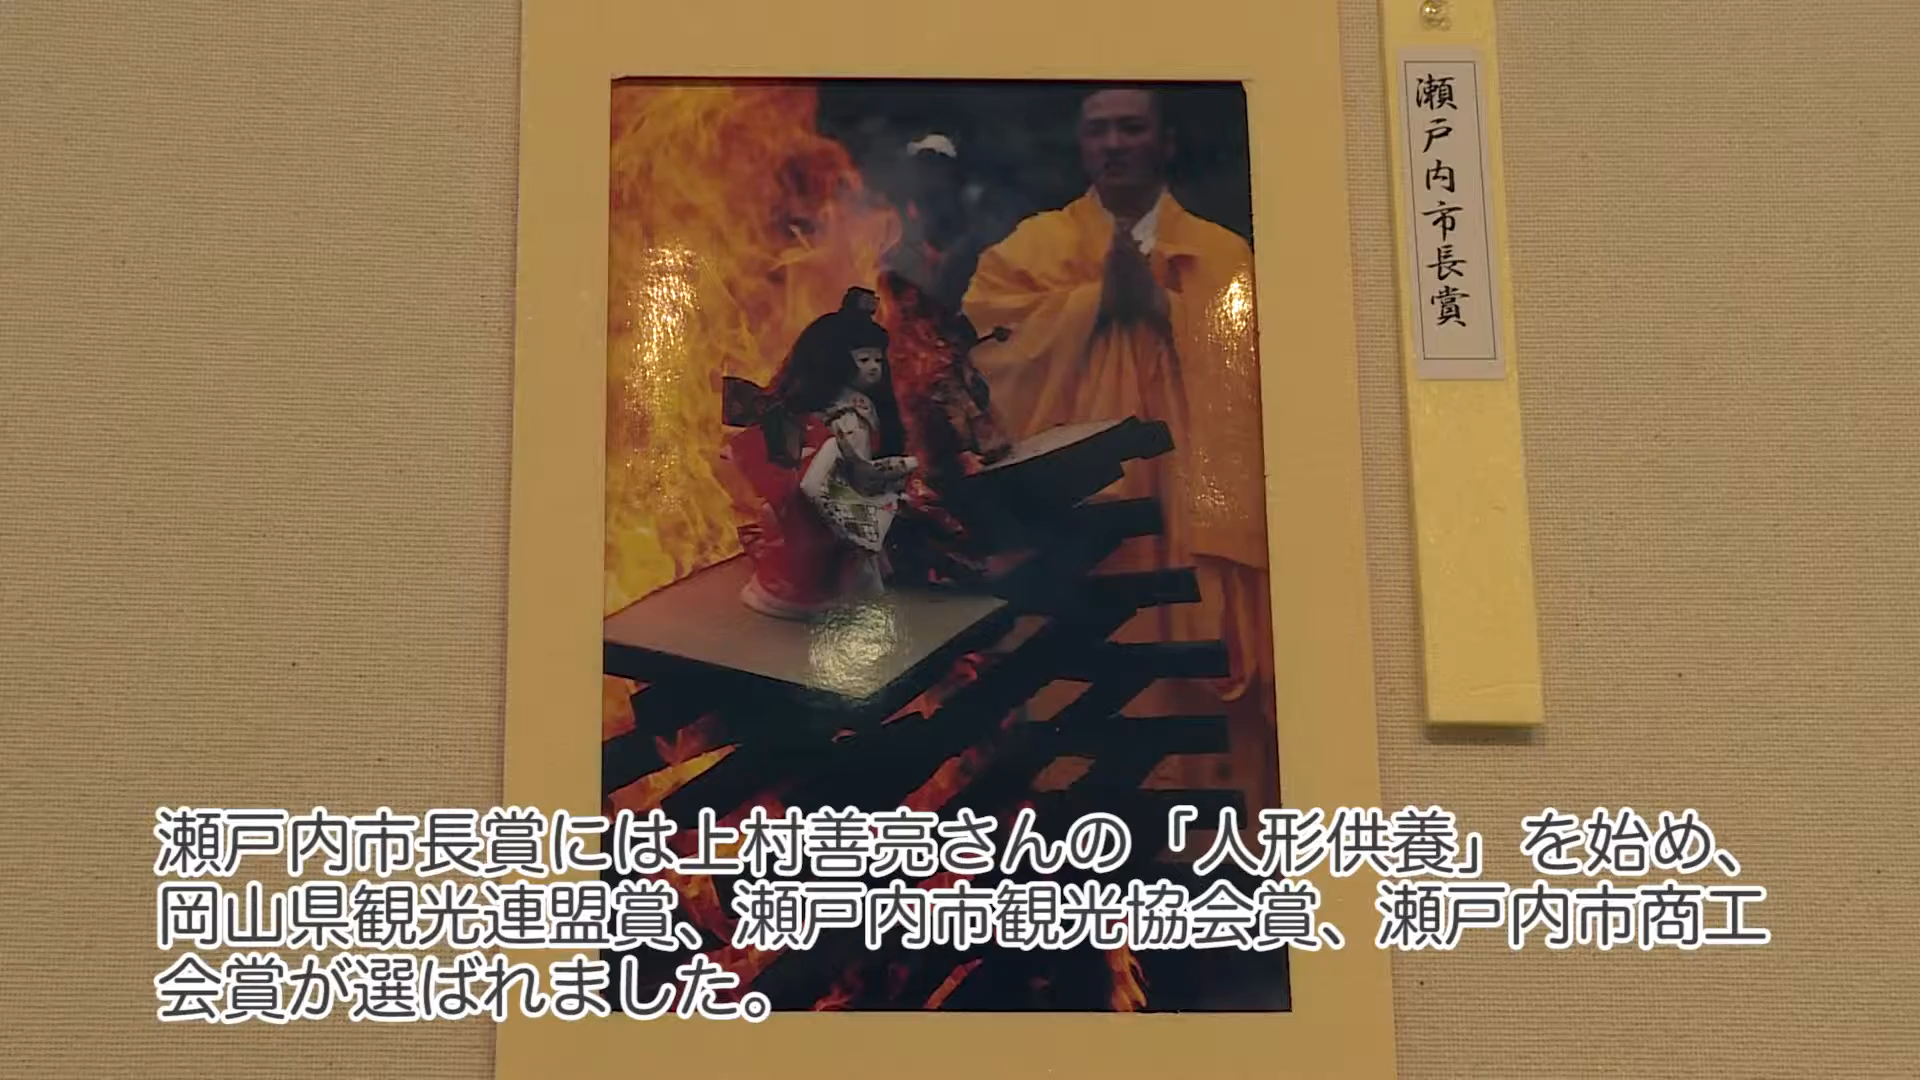 瀬戸内市長賞
瀬戸内市長賞には上村善亮さんの「人形供養」を始め、
岡山県観光連盟賞、瀬戸内市観光協会賞、瀬戸内市商工
会賞が選ばれました。